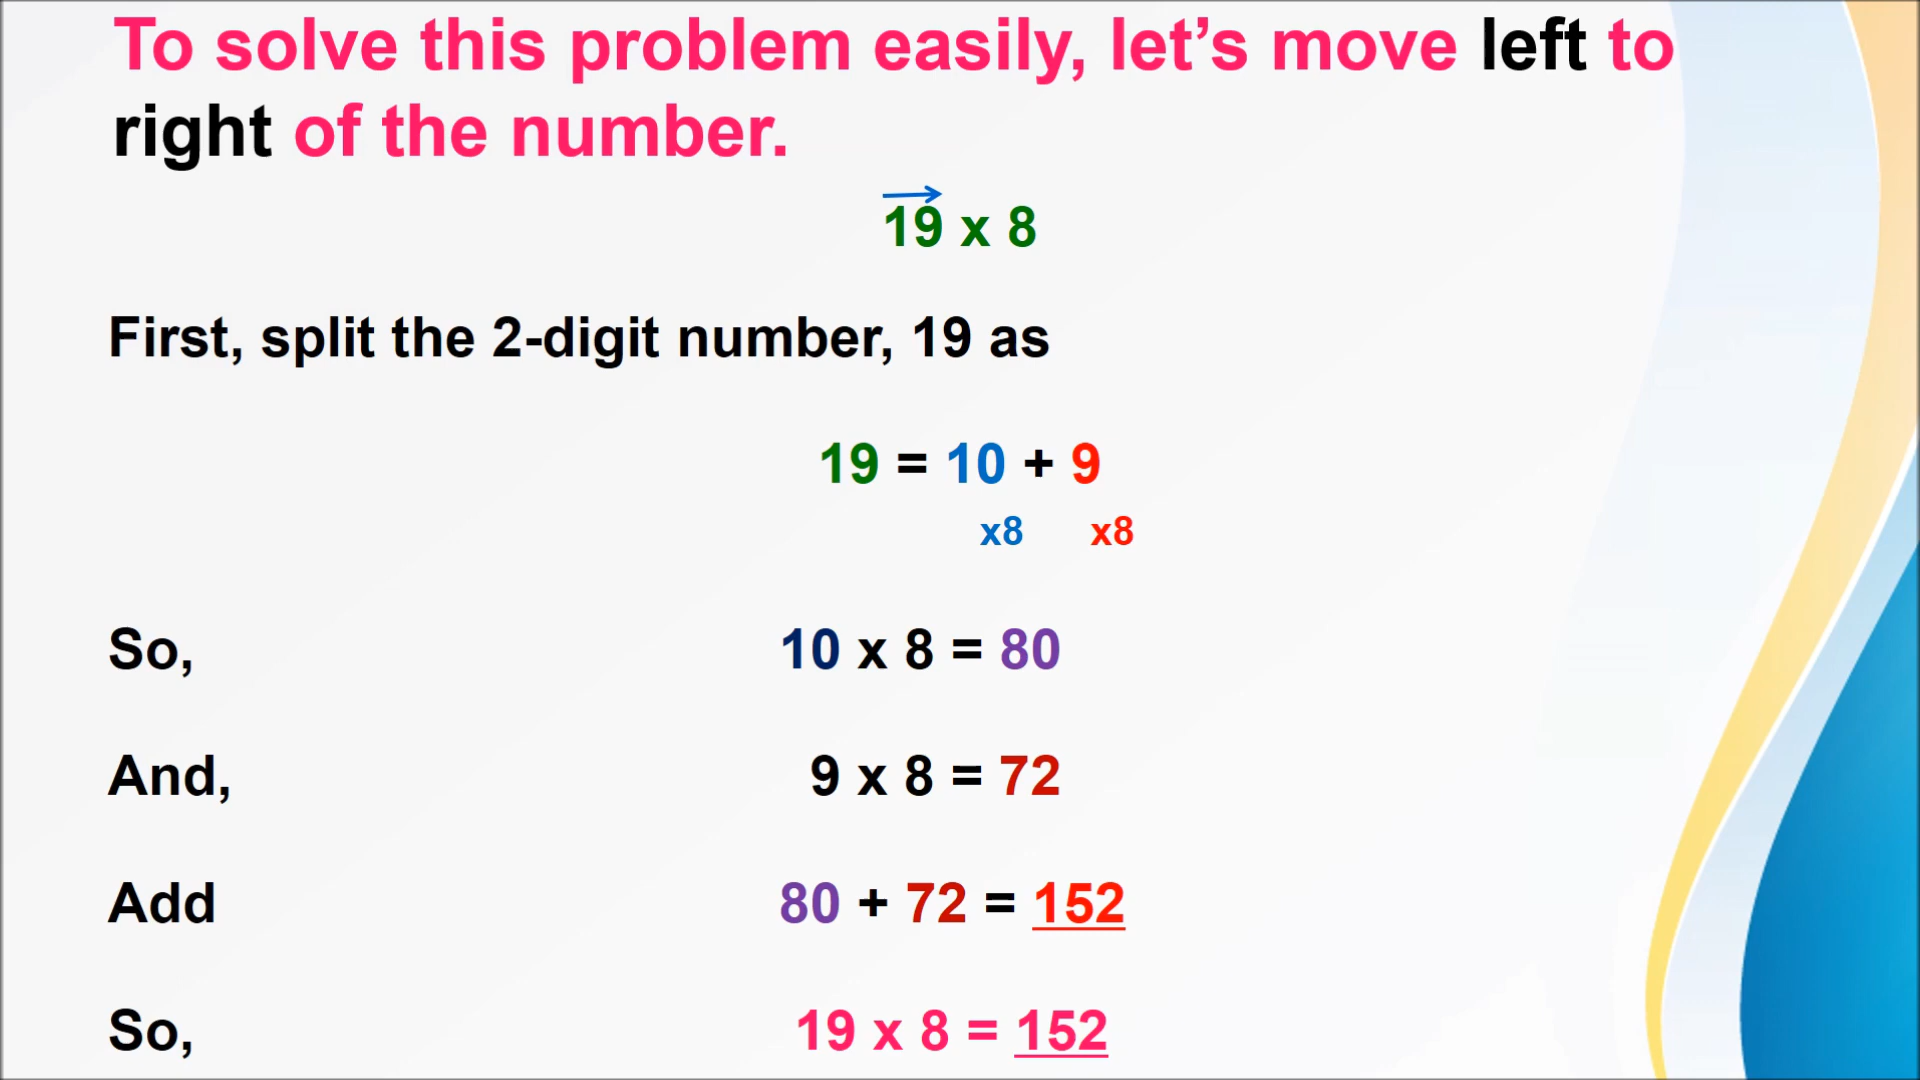 To solve this problem easily, let’s move left to
right of the number.
19 x 8
First, split the 2-digit number, 19 as
19 = 10 + 9
x8 x8
So, 10 x 8 = 80
And, 9 x 8 = 72
Add 80 + 72 = 152
So, 19 x 8 = 152